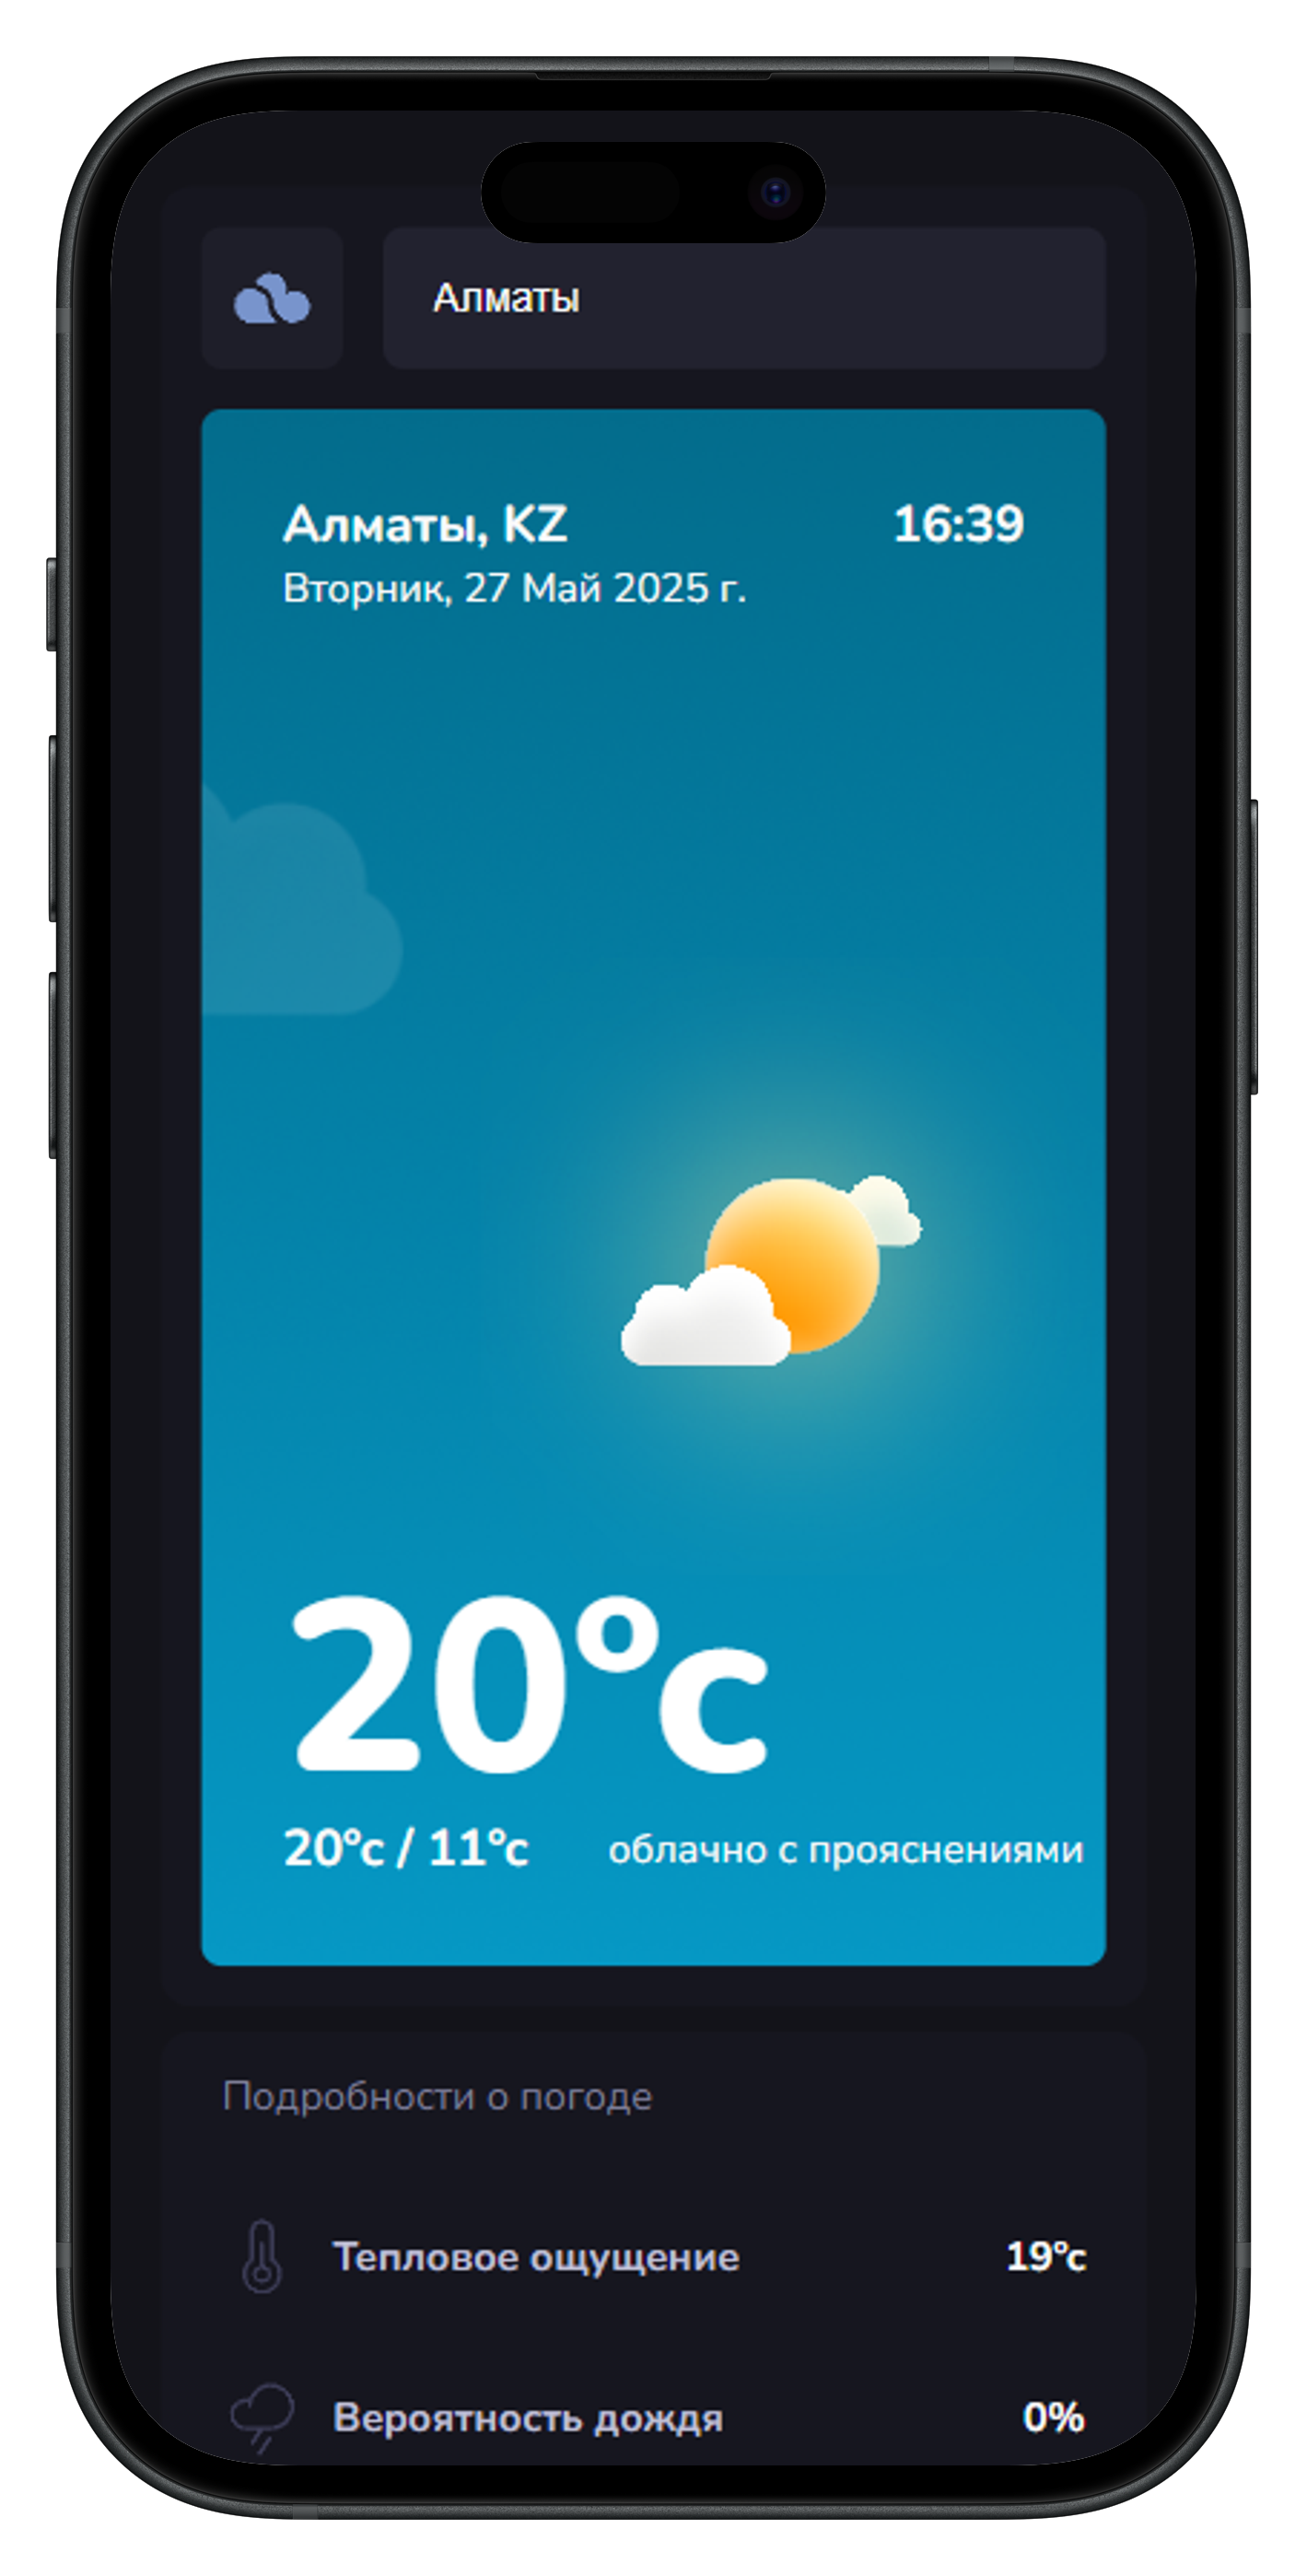 Алматы
Алматы, KZ 16:39
Вторник, 27 Май 2025 г.
20°c
20°c / 11°c облачно с прояснениями
Подробности о погоде
Тепловое ощущение 19°c
Вероятность дождя 0%